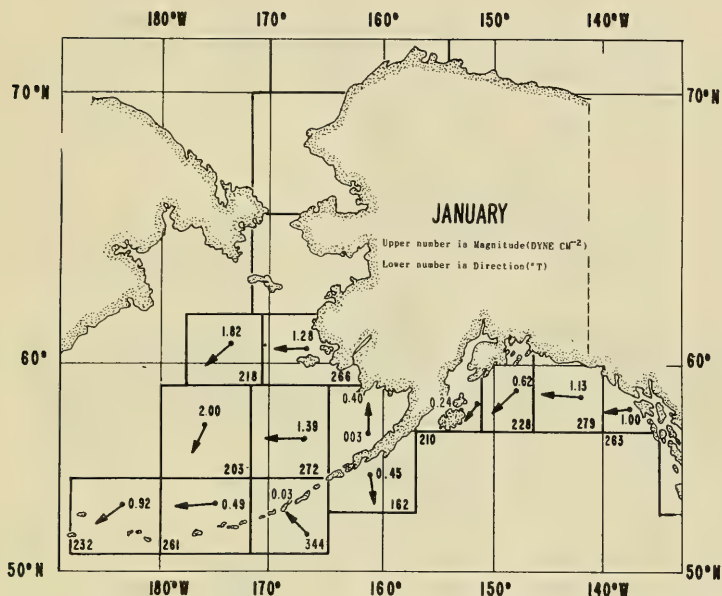 180°W 170°W 160°W 150°W 140°W
70°N
JANUARY
Upper number is Magnitude(DYNE CM⁻²)
Lower number is Direction(°T)
1.82 1.28
60°N 60°N
218 266
0.40 0.24 0.62 1.13
2.00 1.39 003 1.00
210 228 279 263
203 272
0.92 0.49 0.03 0.45
162
232 261 344
50°N 50°N
180°W 170°W 160°W 150°W 140°W
70°N